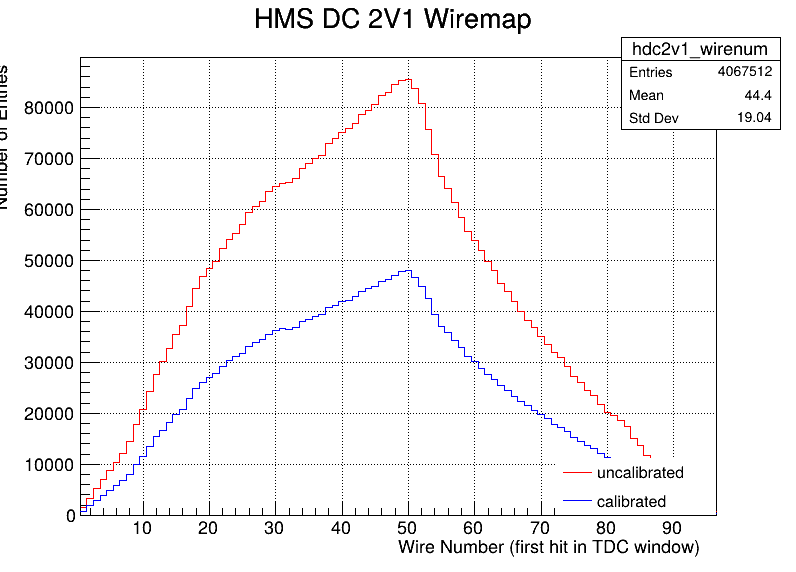 HMS DC 2V1 Wiremap
hdc2v1_wirenum
Entries 4067512
Mean 44.4
Std Dev 19.04
Number of Entries
80000
70000
60000
50000
40000
30000
20000
10000
0
10 20 30 40 50 60 70 80 90
Wire Number (first hit in TDC window)
uncalibrated
calibrated